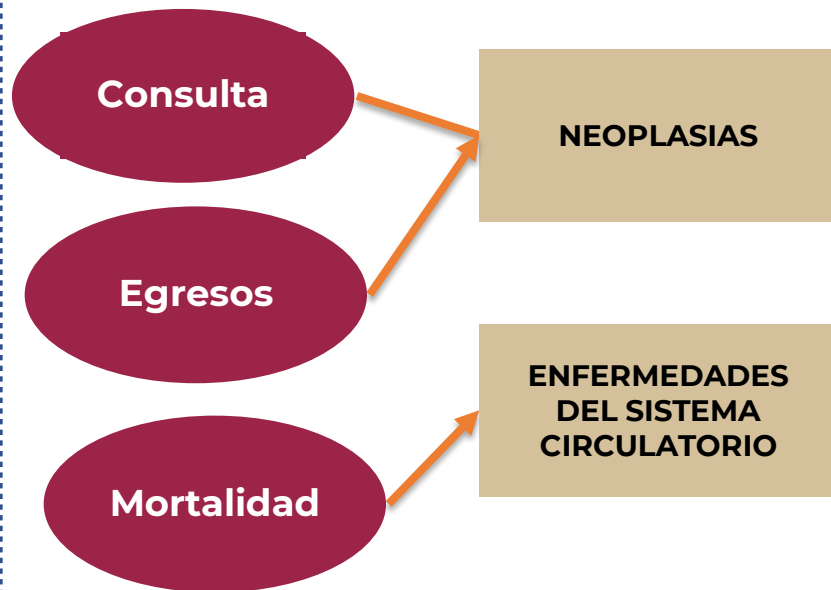 Consulta
NEOPLASIAS
Egresos
ENFERMEDADES
DEL SISTEMA
CIRCULATORIO
Mortalidad